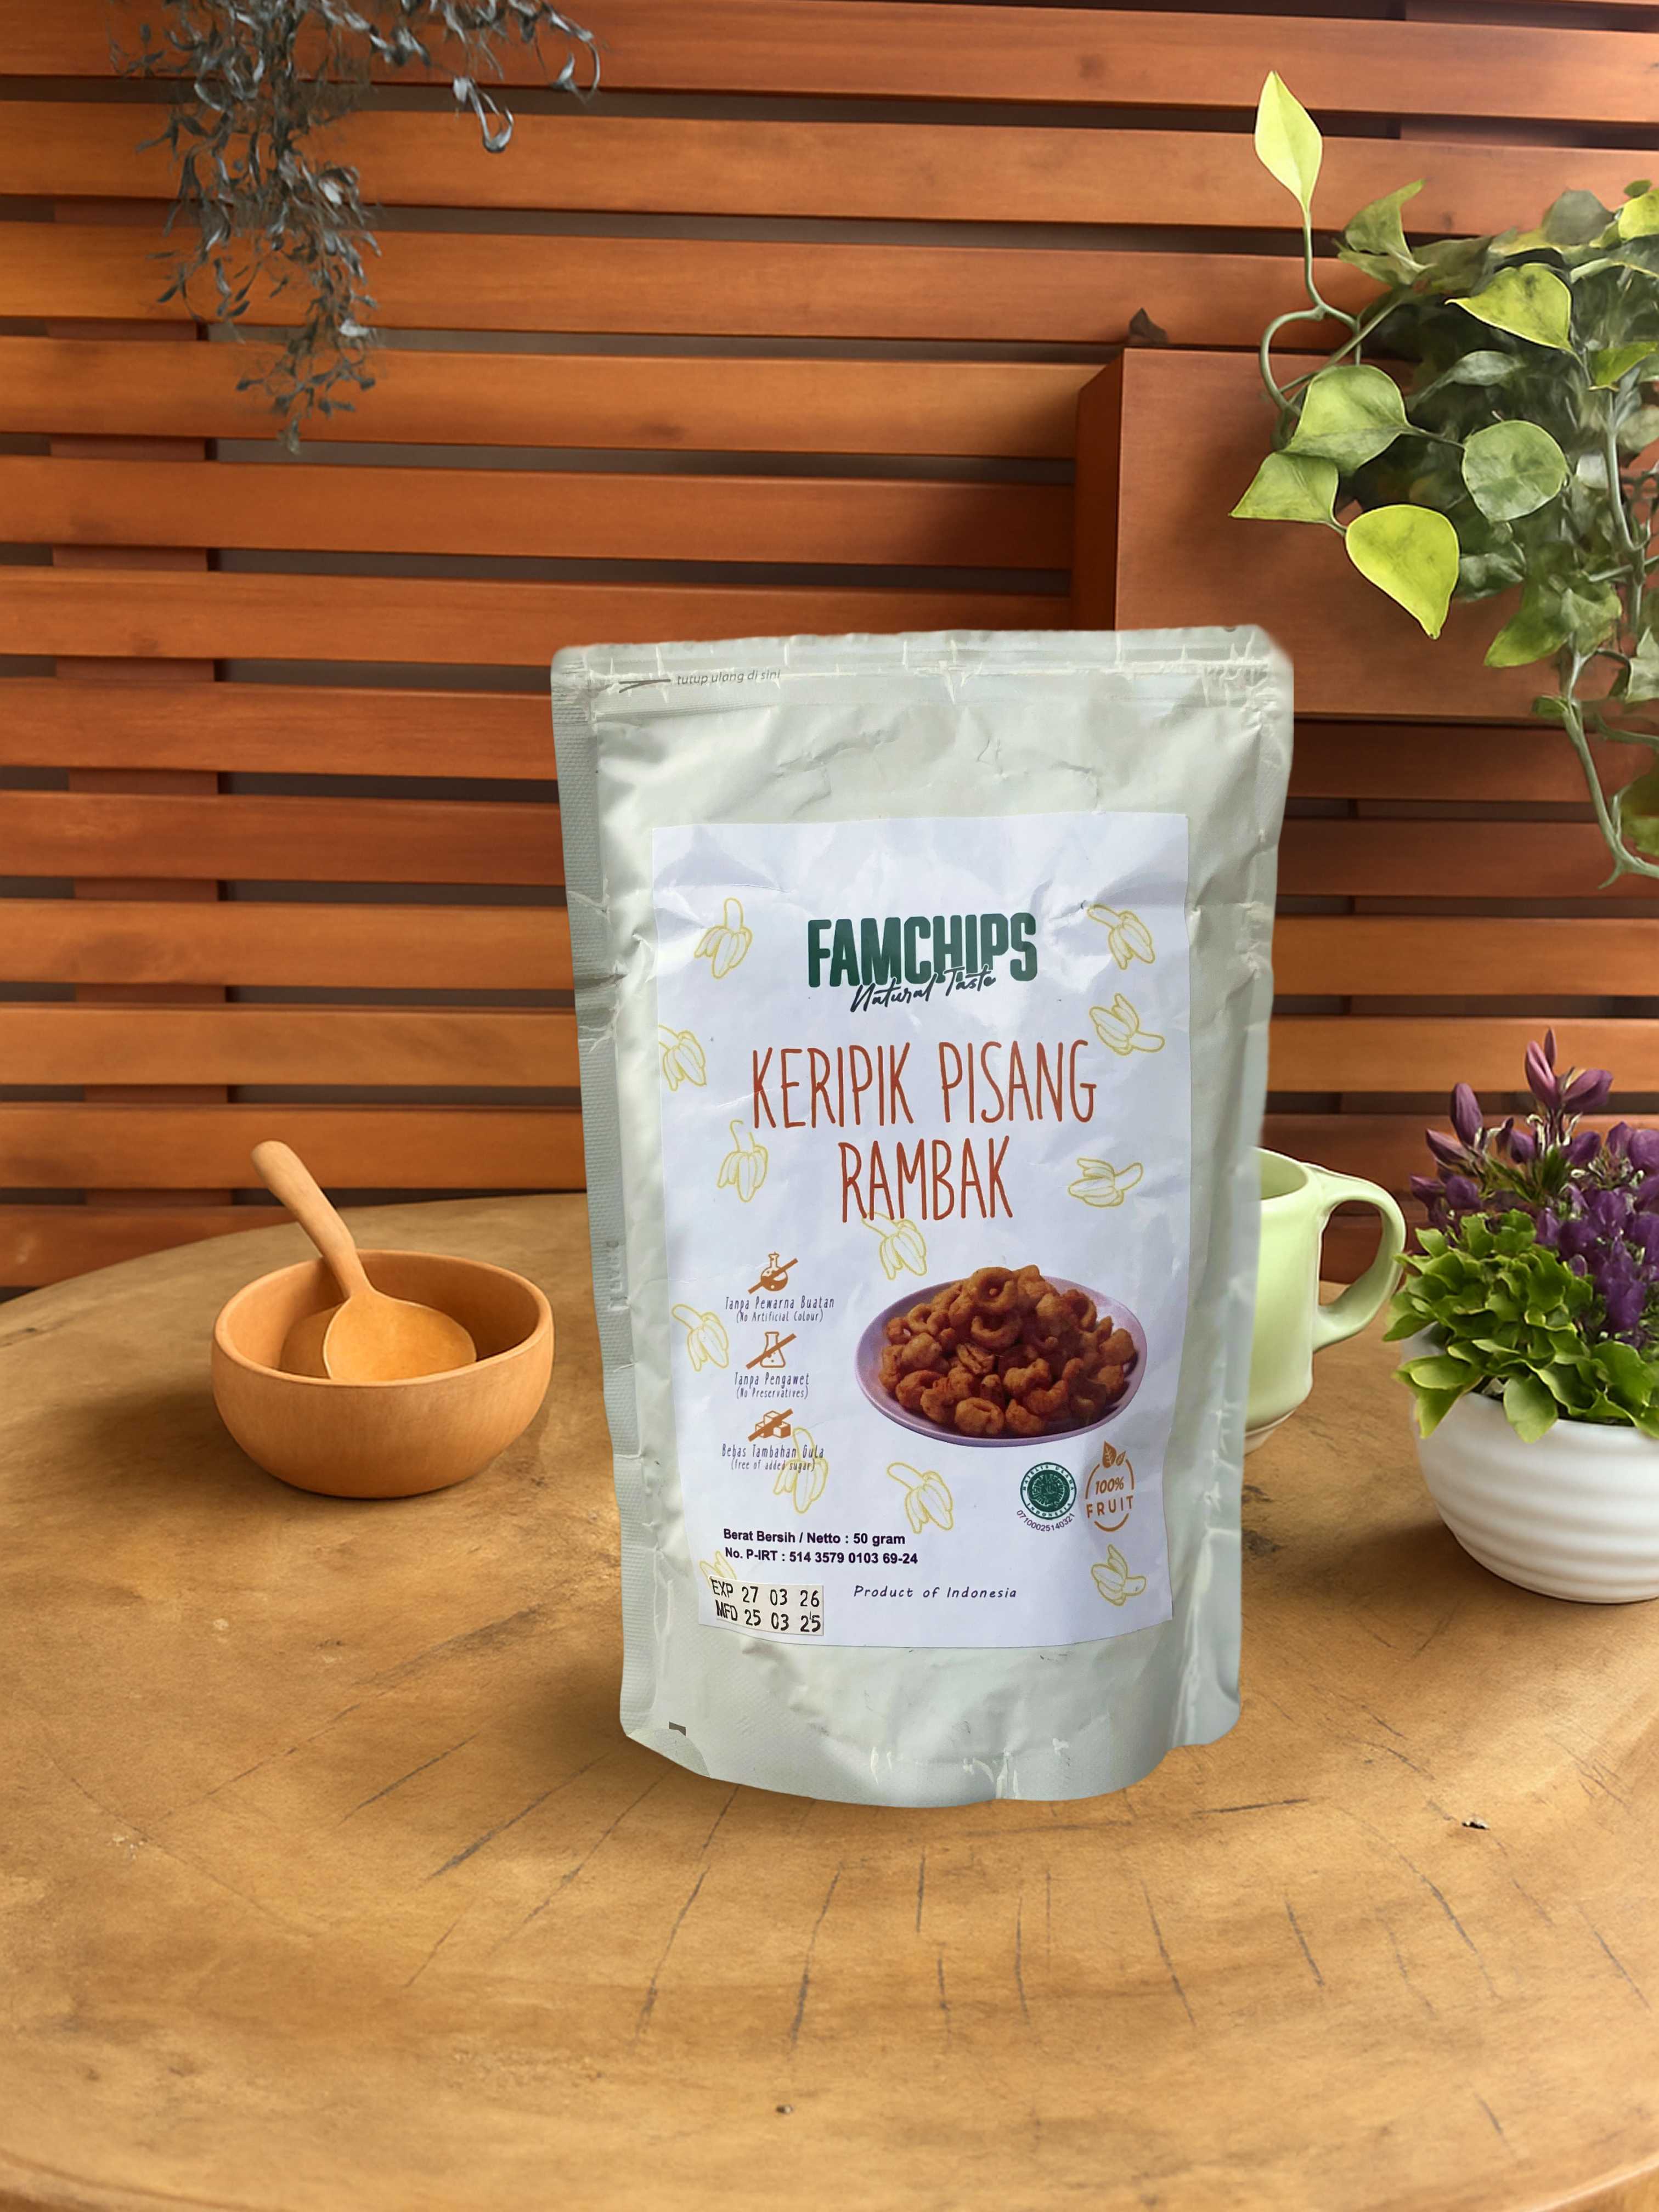 tutup ulang di sini
FAMCHIPS
Natural Taste
KERIPIK PISANG
RAMBAK
Tanpa Pewarna Buatan
(No Artificial Colour)
Tanpa Pengawet
(No Preservatives)
Bebas Tambahan Gula
(free of added sugar)
07100025140321
100%
FRUIT
Berat Bersih / Netto : 50 gram
No. P-IRT : 514 3579 0103 69-24
EXP 27 03 26
MFD 25 03 25
Product of Indonesia